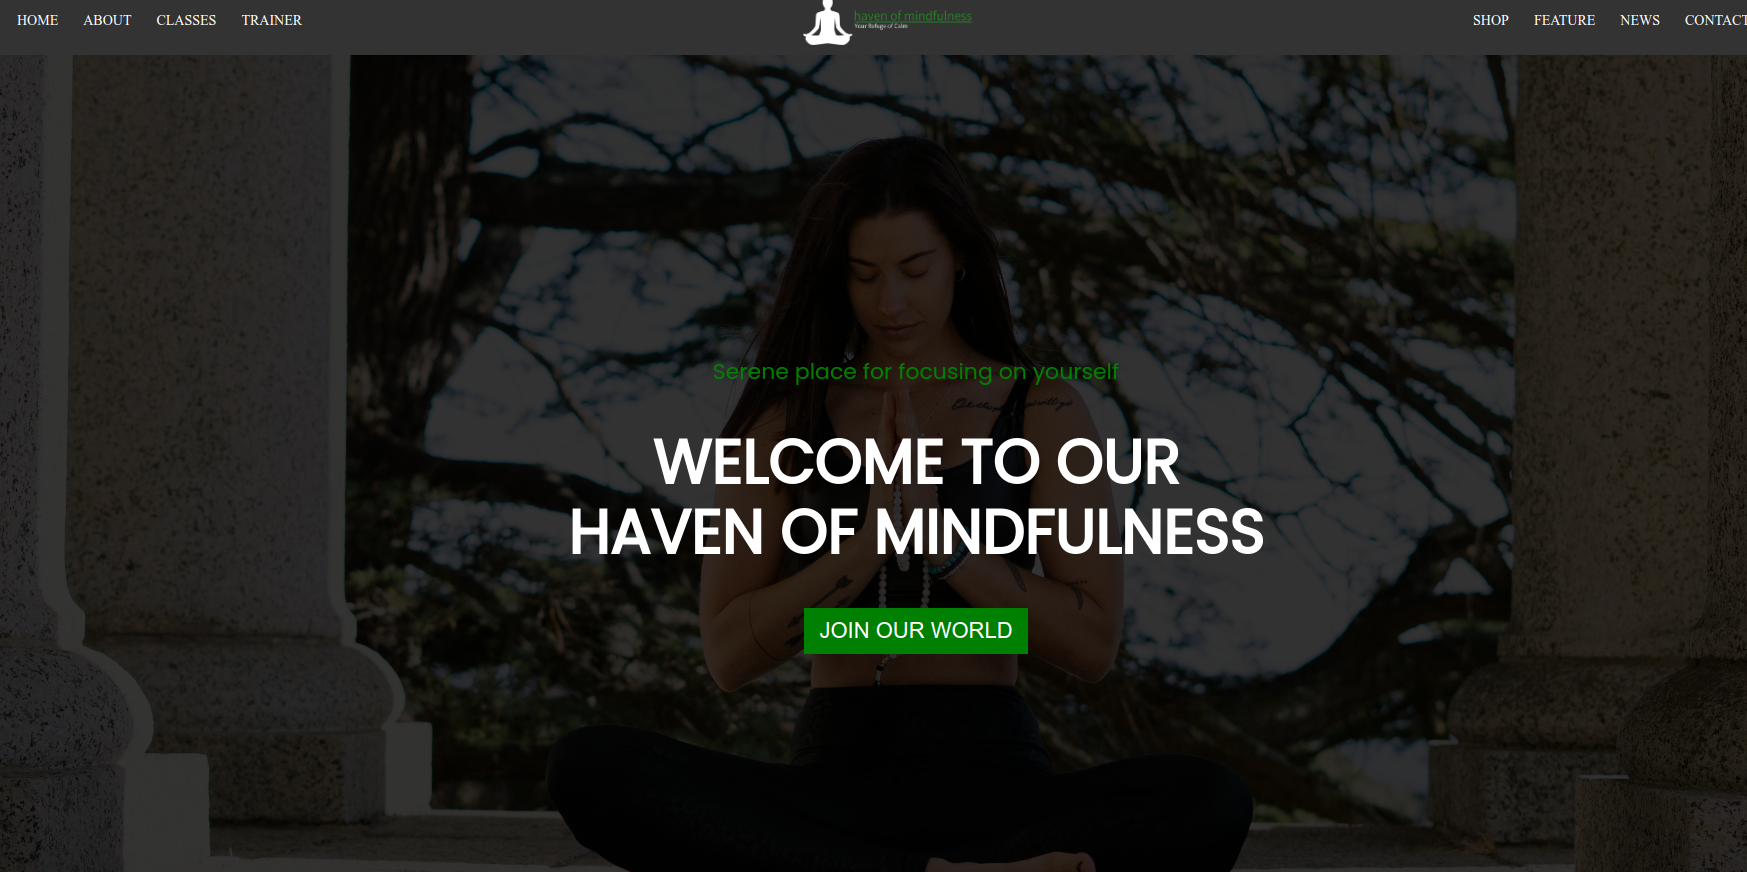 HOME ABOUT CLASSES TRAINER
haven of mindfulness
Your Refuge of Calm
SHOP FEATURE NEWS CONTACT
Serene place for focusing on yourself
WELCOME TO OUR
HAVEN OF MINDFULNESS
JOIN OUR WORLD